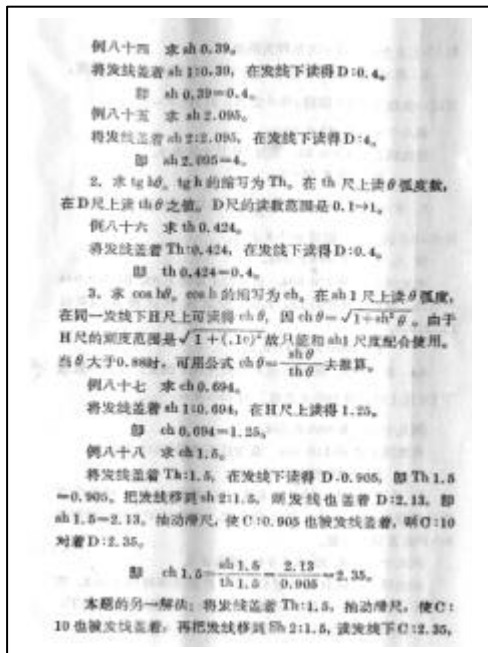 例八十四 求 sh 0.39。
将发线盖着 sh 1:0.39, 在发线下读得 D:0.4。
即 sh 0.39=0.4。
例八十五 求 sh 2.095。
将发线盖着 sh 2:2.095, 在发线下读得 D:4。
即 sh 2.095=4。
2. 求 tg hθ。tg h 的缩写为 Th。在 th 尺上读 θ 弧度数,
在D尺上读 th θ 之值。D尺的读数范围是 0.1→1。
例八十六 求 th 0.424。
将发线盖着 Th:0.424, 在发线下读得 D:0.4。
即 th 0.424=0.4。
3. 求 cos hθ。cos h 的缩写为 ch。在 sh 1 尺上读 θ 弧度,
在同一发线下H尺上可读得 ch θ, 因 ch θ=√1+sh²θ。由于
H尺的刻度范围是√1+(.1c)² 故只能和 sh1 尺度配合使用。
当 θ 大于0.88时, 可用公式 ch θ=sh θ/th θ 去推算。
例八十七 求 ch 0.694。
将发线盖着 sh 1:0.694, 在H尺上读得 1.25。
即 ch 0.694=1.25。
例八十八 求 ch 1.5。
将发线盖着 Th:1.5, 在发线下读得 D.0.905, 即 Th 1.5
=0.905。把发线移到 sh 2:1.5, 则发线也盖着 D:2.13, 即
sh 1.5=2.13。抽动滑尺, 使 C:0.905 也被发线盖着, 则C:10
对着 D:2.35。
即 ch 1.5=sh 1.5/th 1.5=2.13/0.905=2.35。
本题的另一解法: 将发线盖着 Th:1.5, 抽动滑尺, 使 C:
10 也被发线盖着, 再把发线移到 Sh 2:1.5, 读发线下 C:2.35,